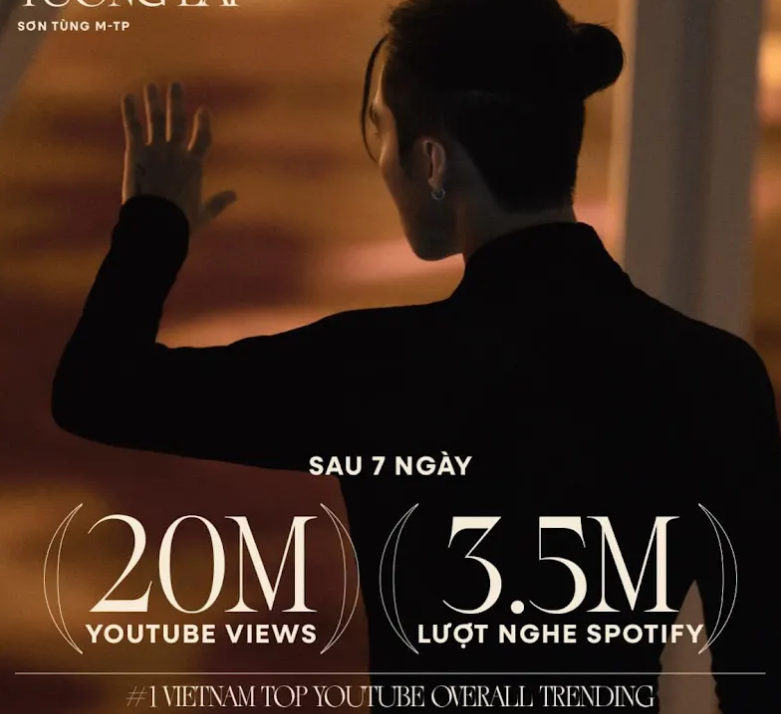 SƠN TÙNG M-TP
SAU 7 NGÀY
20M
YOUTUBE VIEWS
3.5M
LƯỢT NGHE SPOTIFY
#1 VIETNAM TOP YOUTUBE OVERALL TRENDING